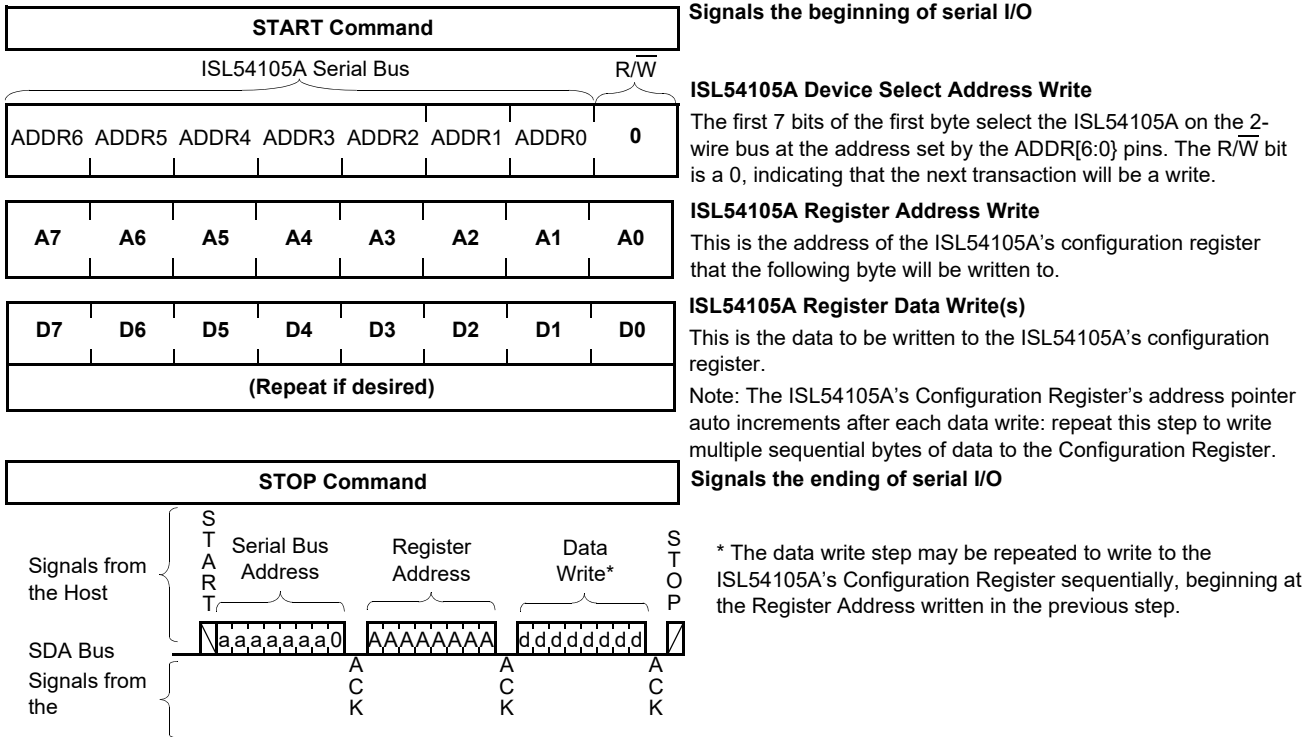 START Command
Signals the beginning of serial I/O
ISL54105A Serial Bus
R/W
ADDR6 ADDR5 ADDR4 ADDR3 ADDR2 ADDR1 ADDR0 0
ISL54105A Device Select Address Write
The first 7 bits of the first byte select the ISL54105A on the 2-
wire bus at the address set by the ADDR[6:0} pins. The R/W bit
is a 0, indicating that the next transaction will be a write.
A7 A6 A5 A4 A3 A2 A1 A0
ISL54105A Register Address Write
This is the address of the ISL54105A's configuration register
that the following byte will be written to.
D7 D6 D5 D4 D3 D2 D1 D0
(Repeat if desired)
ISL54105A Register Data Write(s)
This is the data to be written to the ISL54105A's configuration
register.
Note: The ISL54105A's Configuration Register's address pointer
auto increments after each data write: repeat this step to write
multiple sequential bytes of data to the Configuration Register.
STOP Command
Signals the ending of serial I/O
Signals from
the Host
START
Serial Bus
Address
Register
Address
Data
Write*
STOP
* The data write step may be repeated to write to the
ISL54105A's Configuration Register sequentially, beginning at
the Register Address written in the previous step.
SDA Bus
a a a a a a a 0
A A A A A A A A
d d d d d d d d
Signals from
the
ACK
ACK
ACK